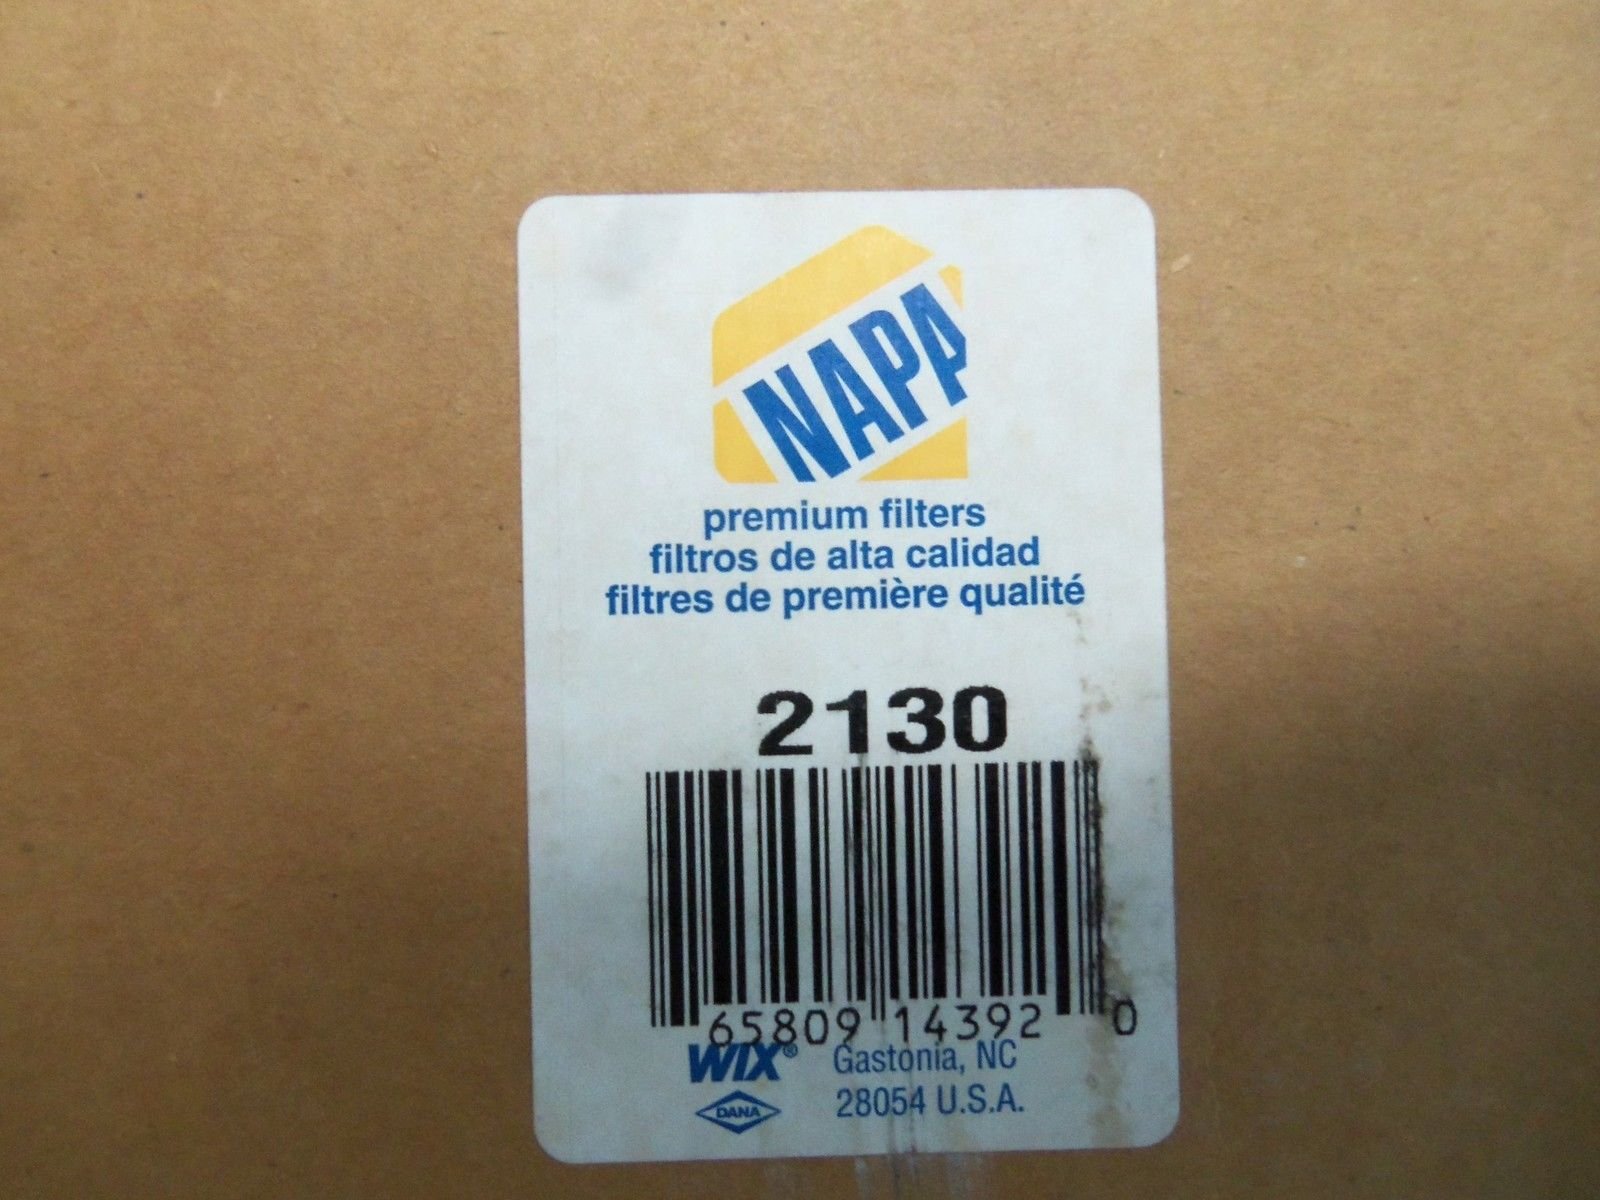 NAPA
premium filters
filtros de alta calidad
filtres de première qualité
2130
65809 14392 0
WIX® Gastonia, NC
DANA 28054 U.S.A.